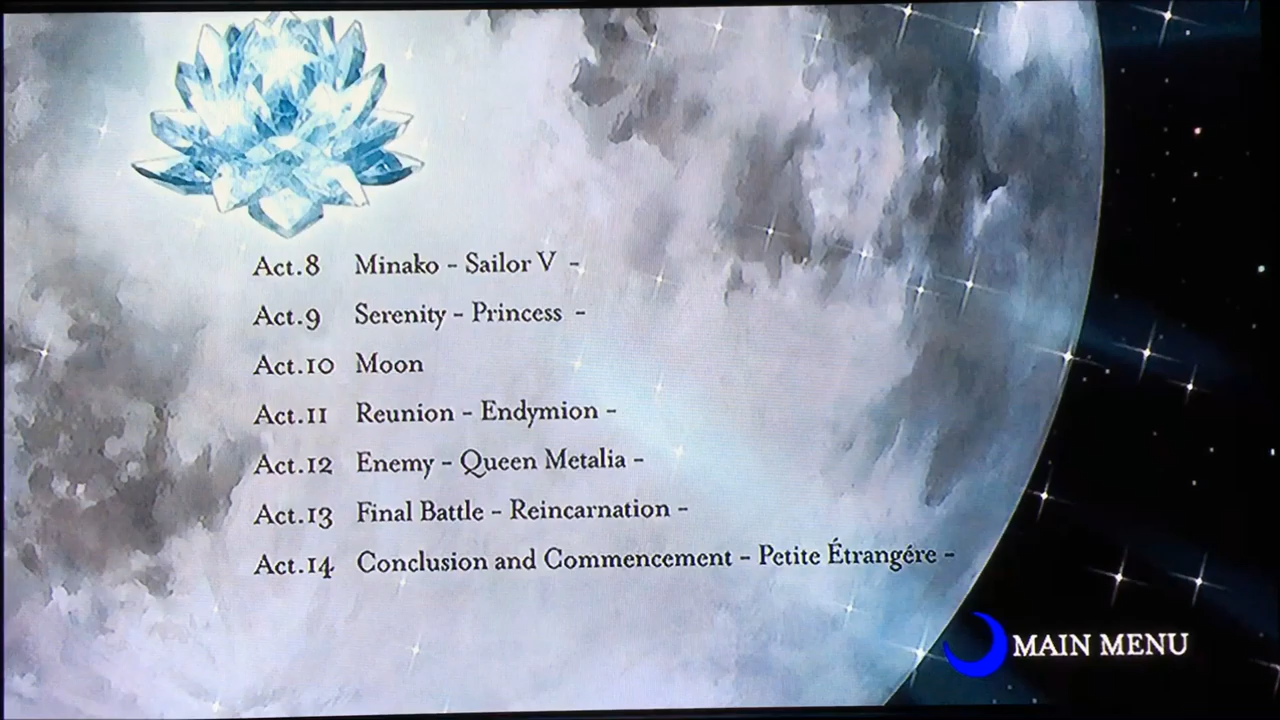 Act.8 Minako - Sailor V -
Act.9 Serenity - Princess -
Act.10 Moon
Act.11 Reunion - Endymion -
Act.12 Enemy - Queen Metalia -
Act.13 Final Battle - Reincarnation -
Act.14 Conclusion and Commencement - Petite Étrangére -
MAIN MENU